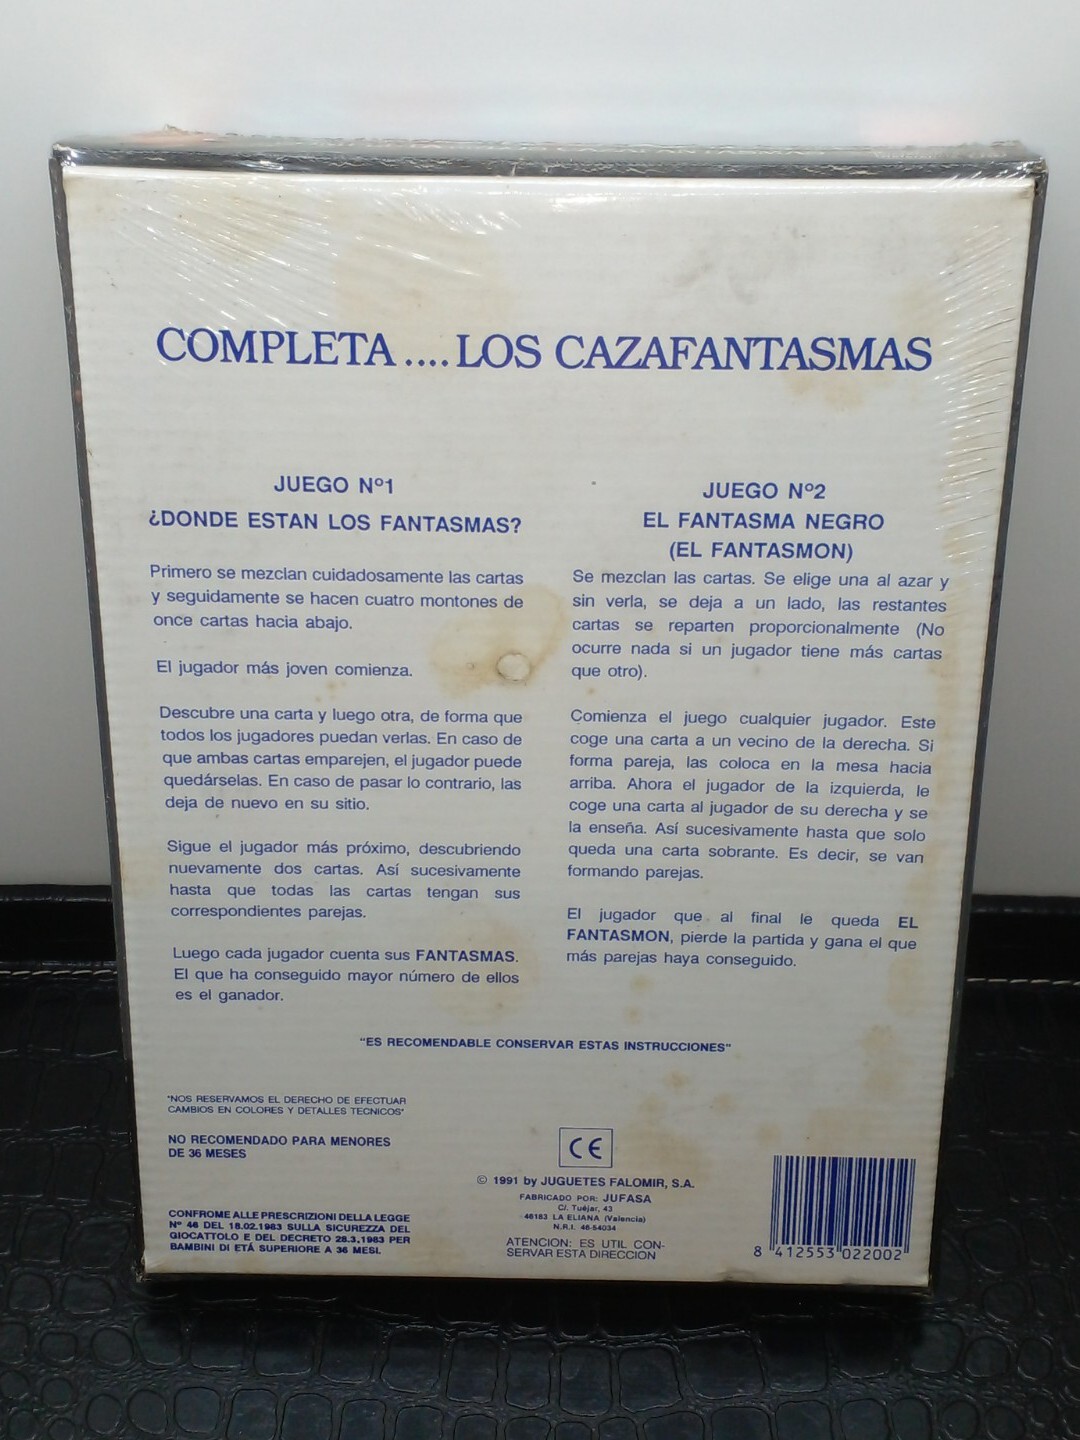 COMPLETA .... LOS CAZAFANTASMAS
JUEGO Nº1
¿DONDE ESTAN LOS FANTASMAS?
Primero se mezclan cuidadosamente las cartas
y seguidamente se hacen cuatro montones de
once cartas hacia abajo.
El jugador más joven comienza.
Descubre una carta y luego otra, de forma que
todos los jugadores puedan verlas. En caso de
que ambas cartas emparejen, el jugador puede
quedárselas. En caso de pasar lo contrario, las
deja de nuevo en su sitio.
Sigue el jugador más próximo, descubriendo
nuevamente dos cartas. Así sucesivamente
hasta que todas las cartas tengan sus
correspondientes parejas.
Luego cada jugador cuenta sus FANTASMAS.
El que ha conseguido mayor número de ellos
es el ganador.
JUEGO Nº2
EL FANTASMA NEGRO
(EL FANTASMON)
Se mezclan las cartas. Se elige una al azar y
sin verla, se deja a un lado, las restantes
cartas se reparten proporcionalmente (No
ocurre nada si un jugador tiene más cartas
que otro).
Comienza el juego cualquier jugador. Este
coge una carta a un vecino de la derecha. Si
forma pareja, las coloca en la mesa hacia
arriba. Ahora el jugador de la izquierda, le
coge una carta al jugador de su derecha y se
la enseña. Así sucesivamente hasta que solo
queda una carta sobrante. Es decir, se van
formando parejas.
El jugador que al final le queda EL
FANTASMON, pierde la partida y gana el que
más parejas haya conseguido.
"ES RECOMENDABLE CONSERVAR ESTAS INSTRUCCIONES"
"NOS RESERVAMOS EL DERECHO DE EFECTUAR
CAMBIOS EN COLORES Y DETALLES TECNICOS"
NO RECOMENDADO PARA MENORES
DE 36 MESES
CONFROME ALLE PRESCRIZIONI DELLA LEGGE
Nº 46 DEL 18.02.1983 SULLA SICUREZZA DEL
GIOCATTOLO E DEL DECRETO 28.3.1983 PER
BAMBINI DI ETÁ SUPERIORE A 36 MESI.
CE
© 1991 by JUGUETES FALOMIR, S.A.
FABRICADO POR: JUFASA
C/. Tuéjar, 43
46183 LA ELIANA (Valencia)
N.R.I. 46-54034
ATENCION: ES UTIL CON-
SERVAR ESTA DIRECCION
8 412553 022002